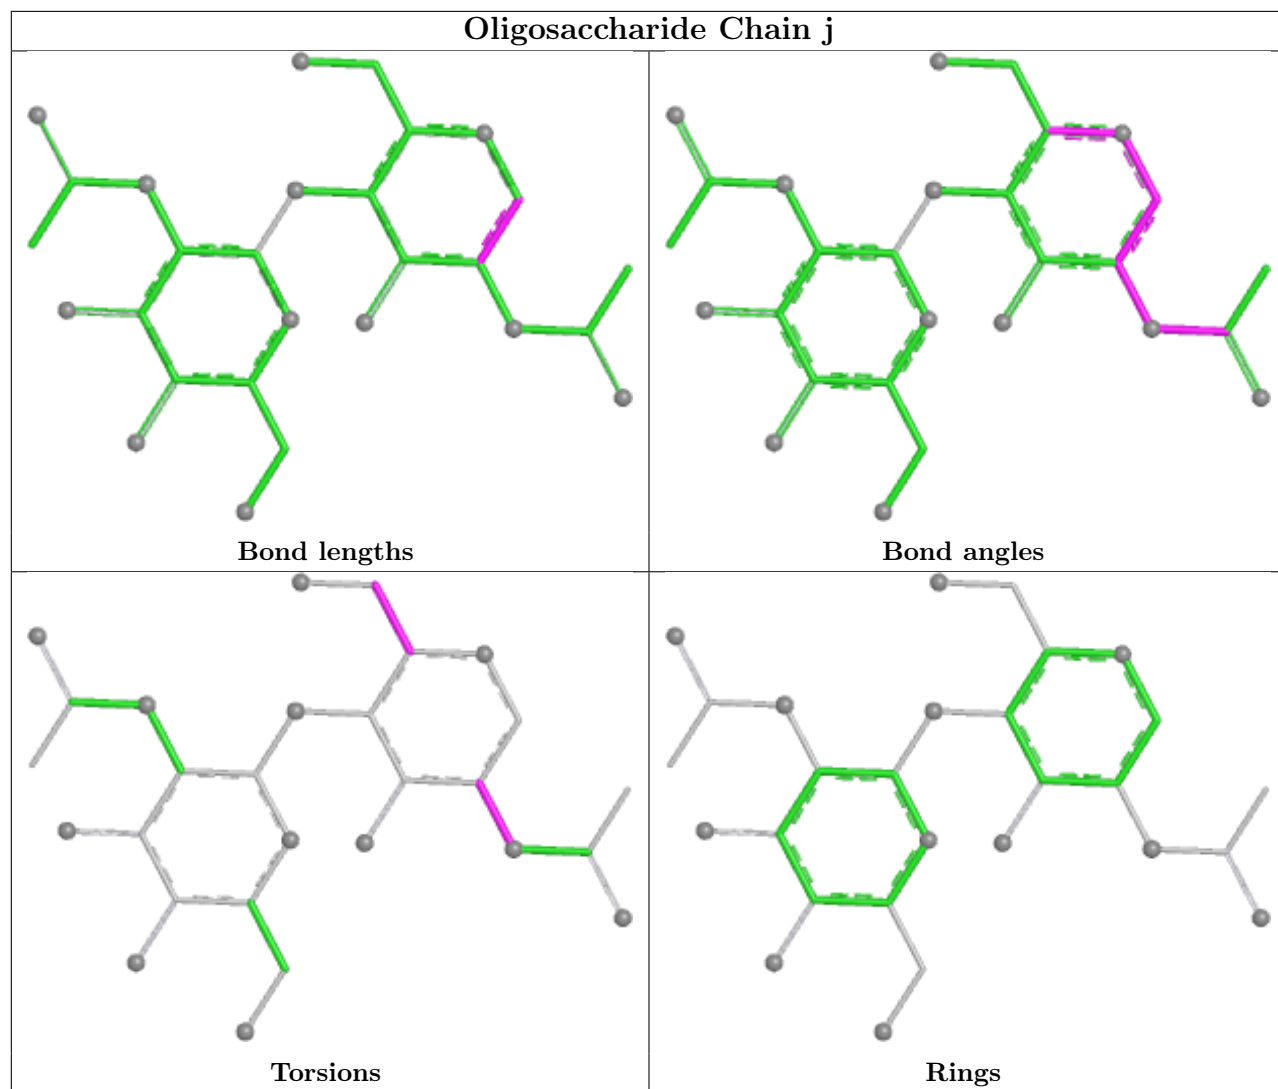 Oligosaccharide Chain j
Bond lengths
Bond angles
Torsions
Rings